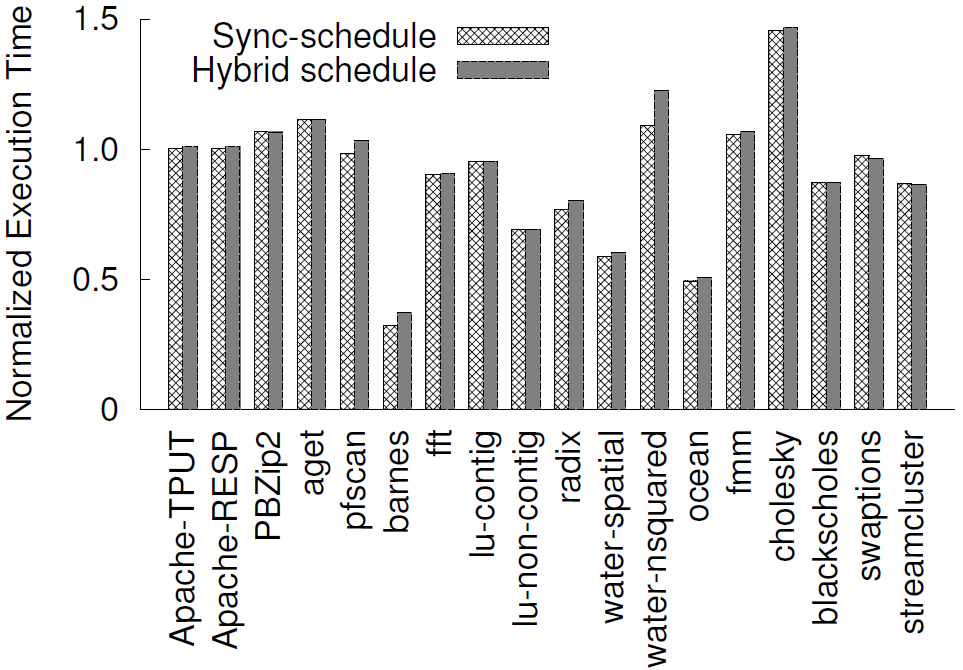 Normalized Execution Time
1.5
1.0
0.5
0
Sync-schedule
Hybrid schedule
Apache-TPUT
Apache-RESP
PBZip2
aget
pfscan
barnes
fft
lu-contig
lu-non-contig
radix
water-spatial
water-nsquared
ocean
fmm
cholesky
blackscholes
swaptions
streamcluster